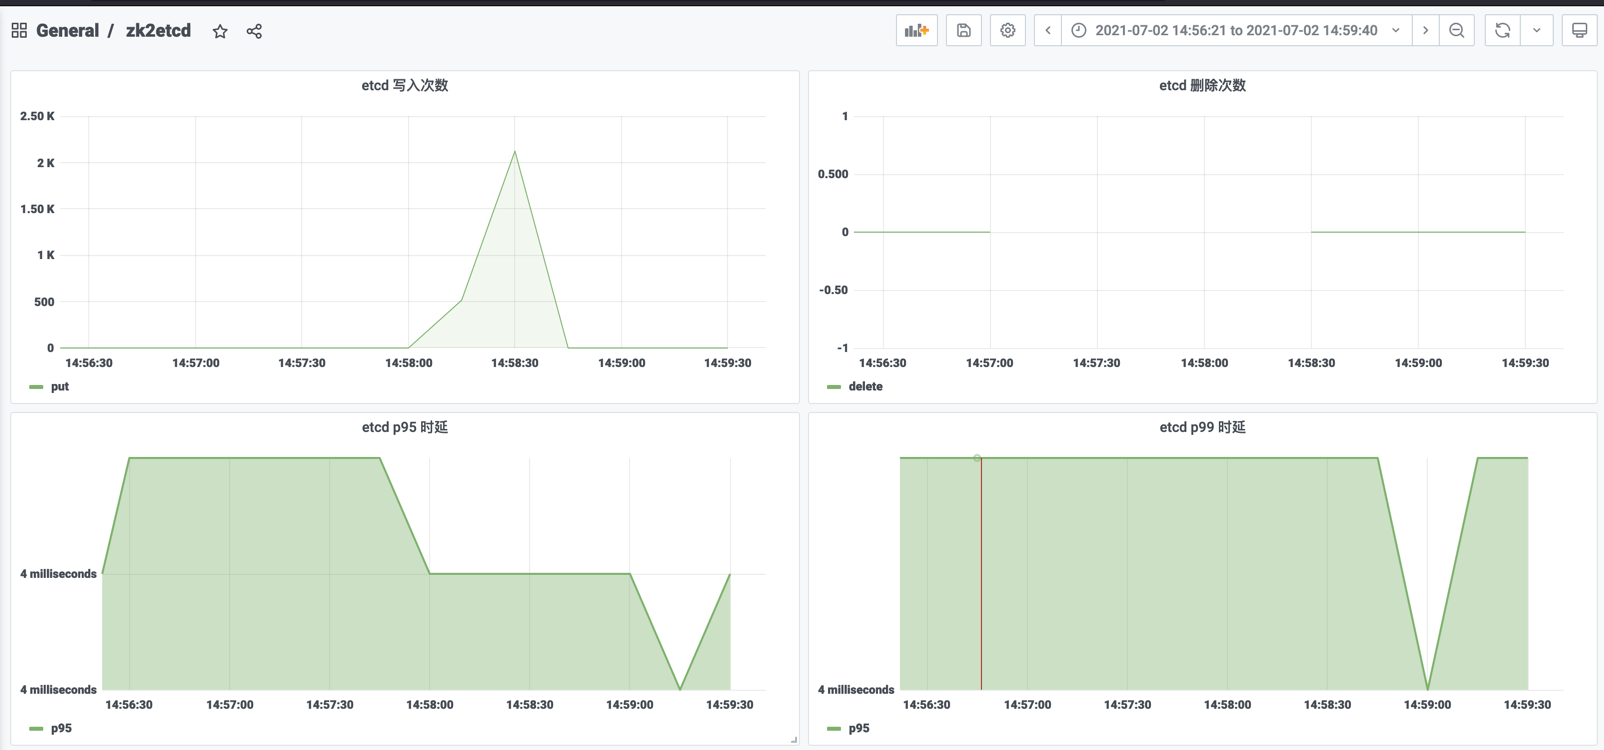 General / zk2etcd
2021-07-02 14:56:21 to 2021-07-02 14:59:40
etcd 写入次数
2.50 K
2 K
1.50 K
1 K
500
0
14:56:30 14:57:00 14:57:30 14:58:00 14:58:30 14:59:00 14:59:30
put
etcd 删除次数
1
0.500
0
-0.50
-1
14:56:30 14:57:00 14:57:30 14:58:00 14:58:30 14:59:00 14:59:30
delete
etcd p95 时延
4 milliseconds
4 milliseconds
14:56:30 14:57:00 14:57:30 14:58:00 14:58:30 14:59:00 14:59:30
p95
etcd p99 时延
4 milliseconds
14:56:30 14:57:00 14:57:30 14:58:00 14:58:30 14:59:00 14:59:30
p95